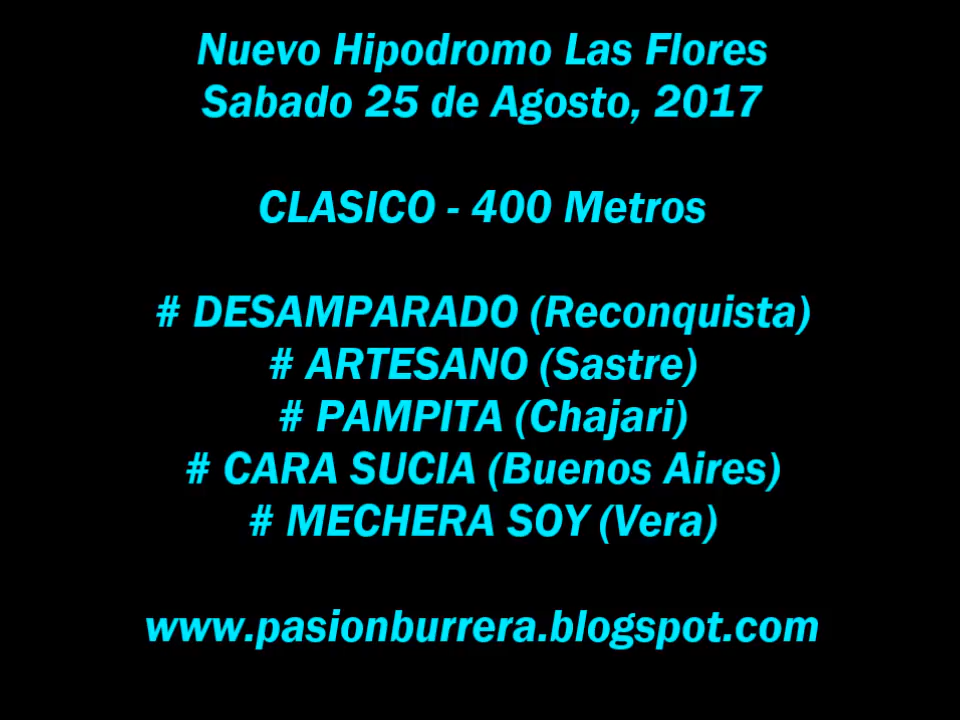 Nuevo Hipodromo Las Flores
Sabado 25 de Agosto, 2017
CLASICO - 400 Metros
# DESAMPARADO (Reconquista)
# ARTESANO (Sastre)
# PAMPITA (Chajari)
# CARA SUCIA (Buenos Aires)
# MECHERA SOY (Vera)
www.pasionburrera.blogspot.com